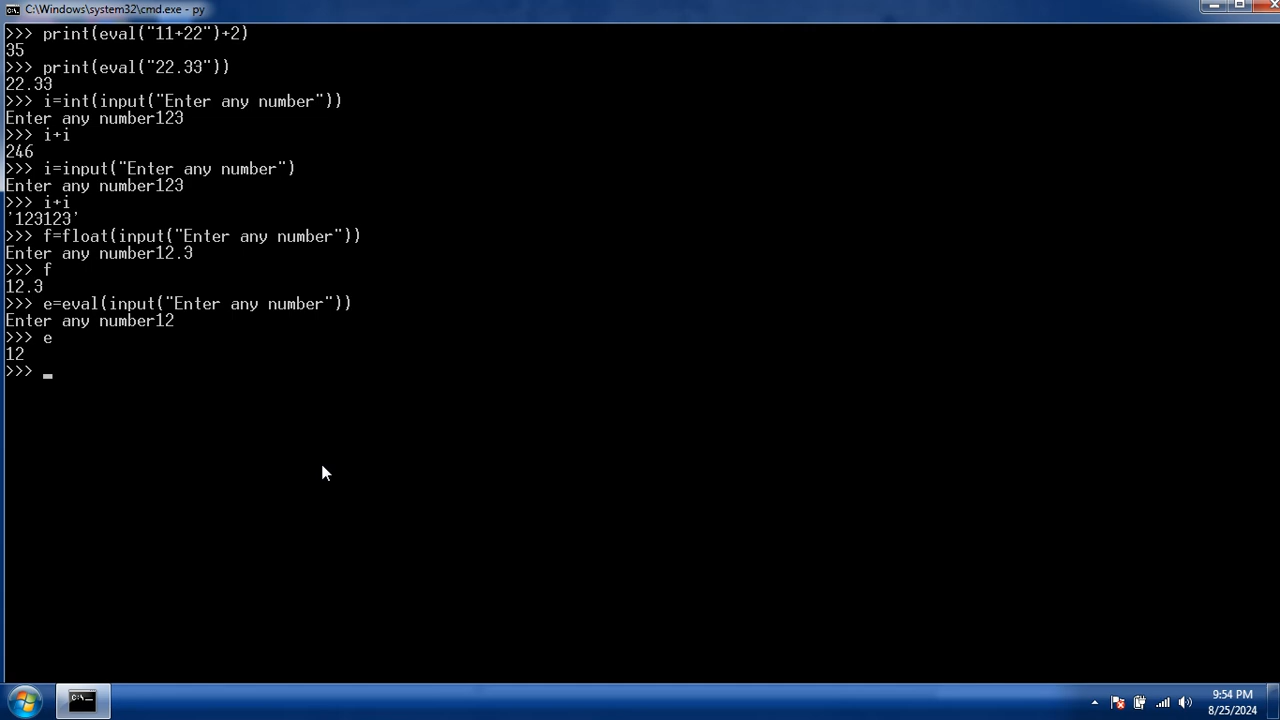 C:\Windows\system32\cmd.exe - py
>>> print(eval("11+22")+2)
35
>>> print(eval("22.33"))
22.33
>>> i=int(input("Enter any number"))
Enter any number123
>>> i+i
246
>>> i=input("Enter any number")
Enter any number123
>>> i+i
'123123'
>>> f=float(input("Enter any number"))
Enter any number12.3
>>> f
12.3
>>> e=eval(input("Enter any number"))
Enter any number12
>>> e
12
>>> _
C:\_
9:54 PM
8/25/2024